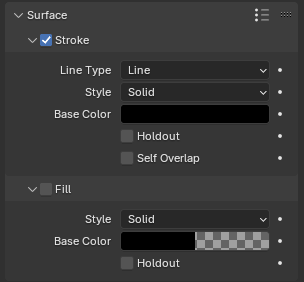 Surface
Stroke
Line Type Line
Style Solid
Base Color
Holdout
Self Overlap
Fill
Style Solid
Base Color
Holdout